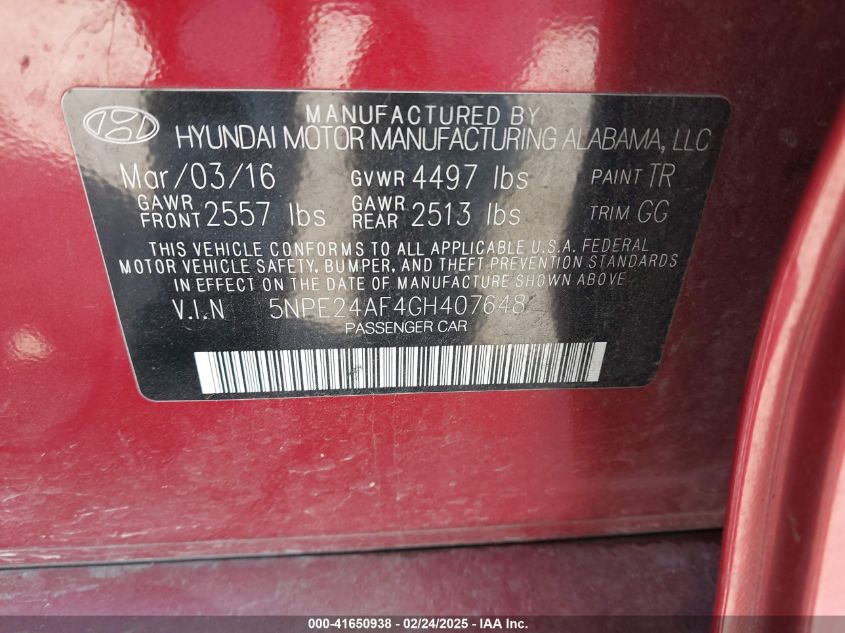 MANUFACTURED BY
HYUNDAI MOTOR MANUFACTURING ALABAMA, LLC
Mar/03/16 GVWR 4497 lbs PAINT TR
GAWR FRONT 2557 lbs GAWR REAR 2513 lbs TRIM GG
THIS VEHICLE CONFORMS TO ALL APPLICABLE U.S.A. FEDERAL
MOTOR VEHICLE SAFETY, BUMPER, AND THEFT PREVENTION STANDARDS
IN EFFECT ON THE DATE OF MANUFACTURE SHOWN ABOVE
V.I.N 5NPE24AF4GH407648
PASSENGER CAR
000-41650938 - 02/24/2025 - IAA Inc.